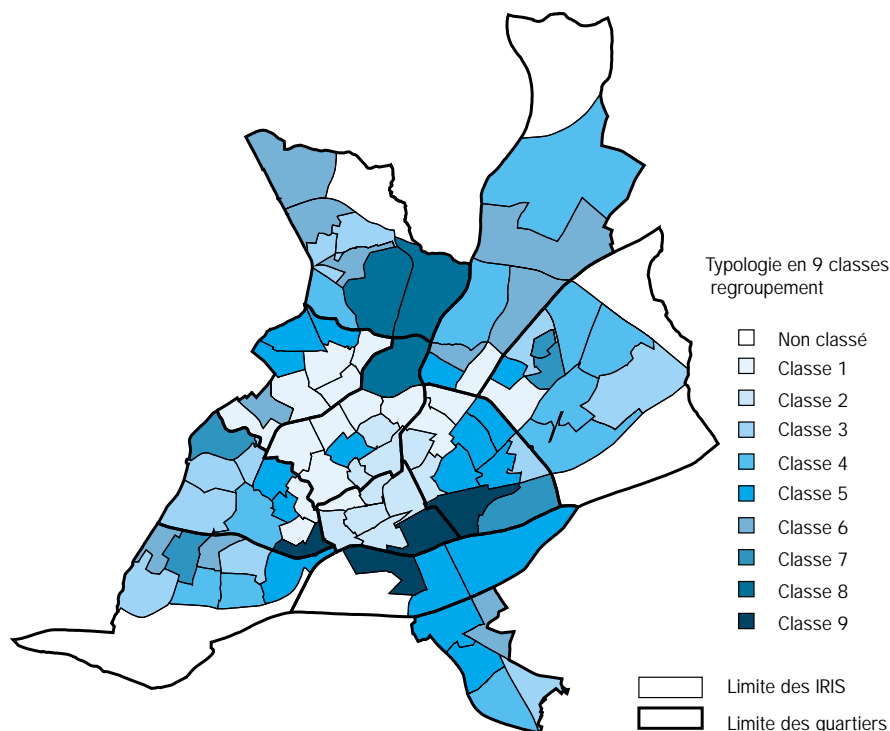 Typologie en 9 classes
regroupement
Non classé
Classe 1
Classe 2
Classe 3
Classe 4
Classe 5
Classe 6
Classe 7
Classe 8
Classe 9
Limite des IRIS
Limite des quartiers